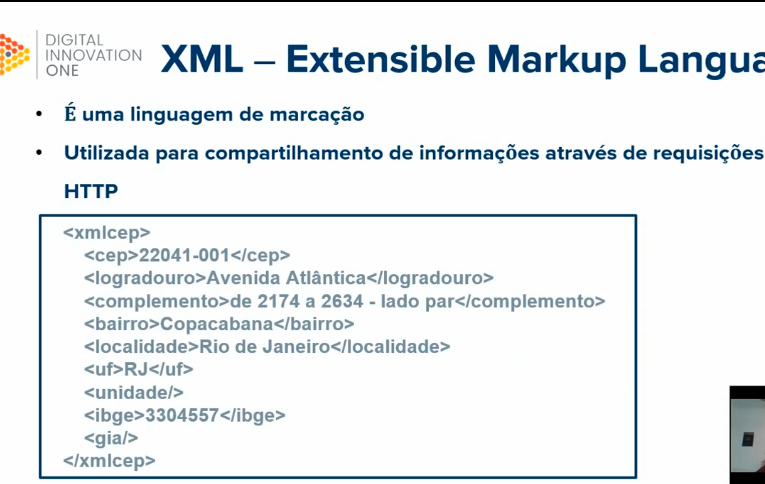 DIGITAL
INNOVATION
ONE
XML – Extensible Markup Langua
• É uma linguagem de marcação
• Utilizada para compartilhamento de informações através de requisições
HTTP
<xmlcep>
<cep>22041-001</cep>
<logradouro>Avenida Atlântica</logradouro>
<complemento>de 2174 a 2634 - lado par</complemento>
<bairro>Copacabana</bairro>
<localidade>Rio de Janeiro</localidade>
<uf>RJ</uf>
<unidade/>
<ibge>3304557</ibge>
<gia/>
</xmlcep>